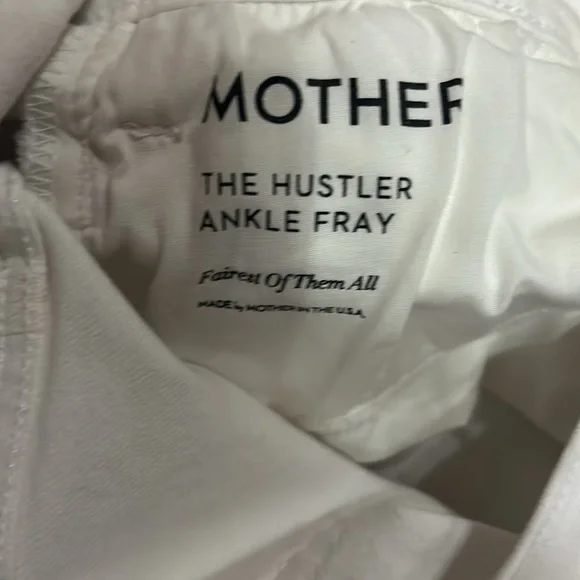 MOTHER
THE HUSTLER
ANKLE FRAY
Fairest Of Them All
MADE by MOTHER IN THE U.S.A.